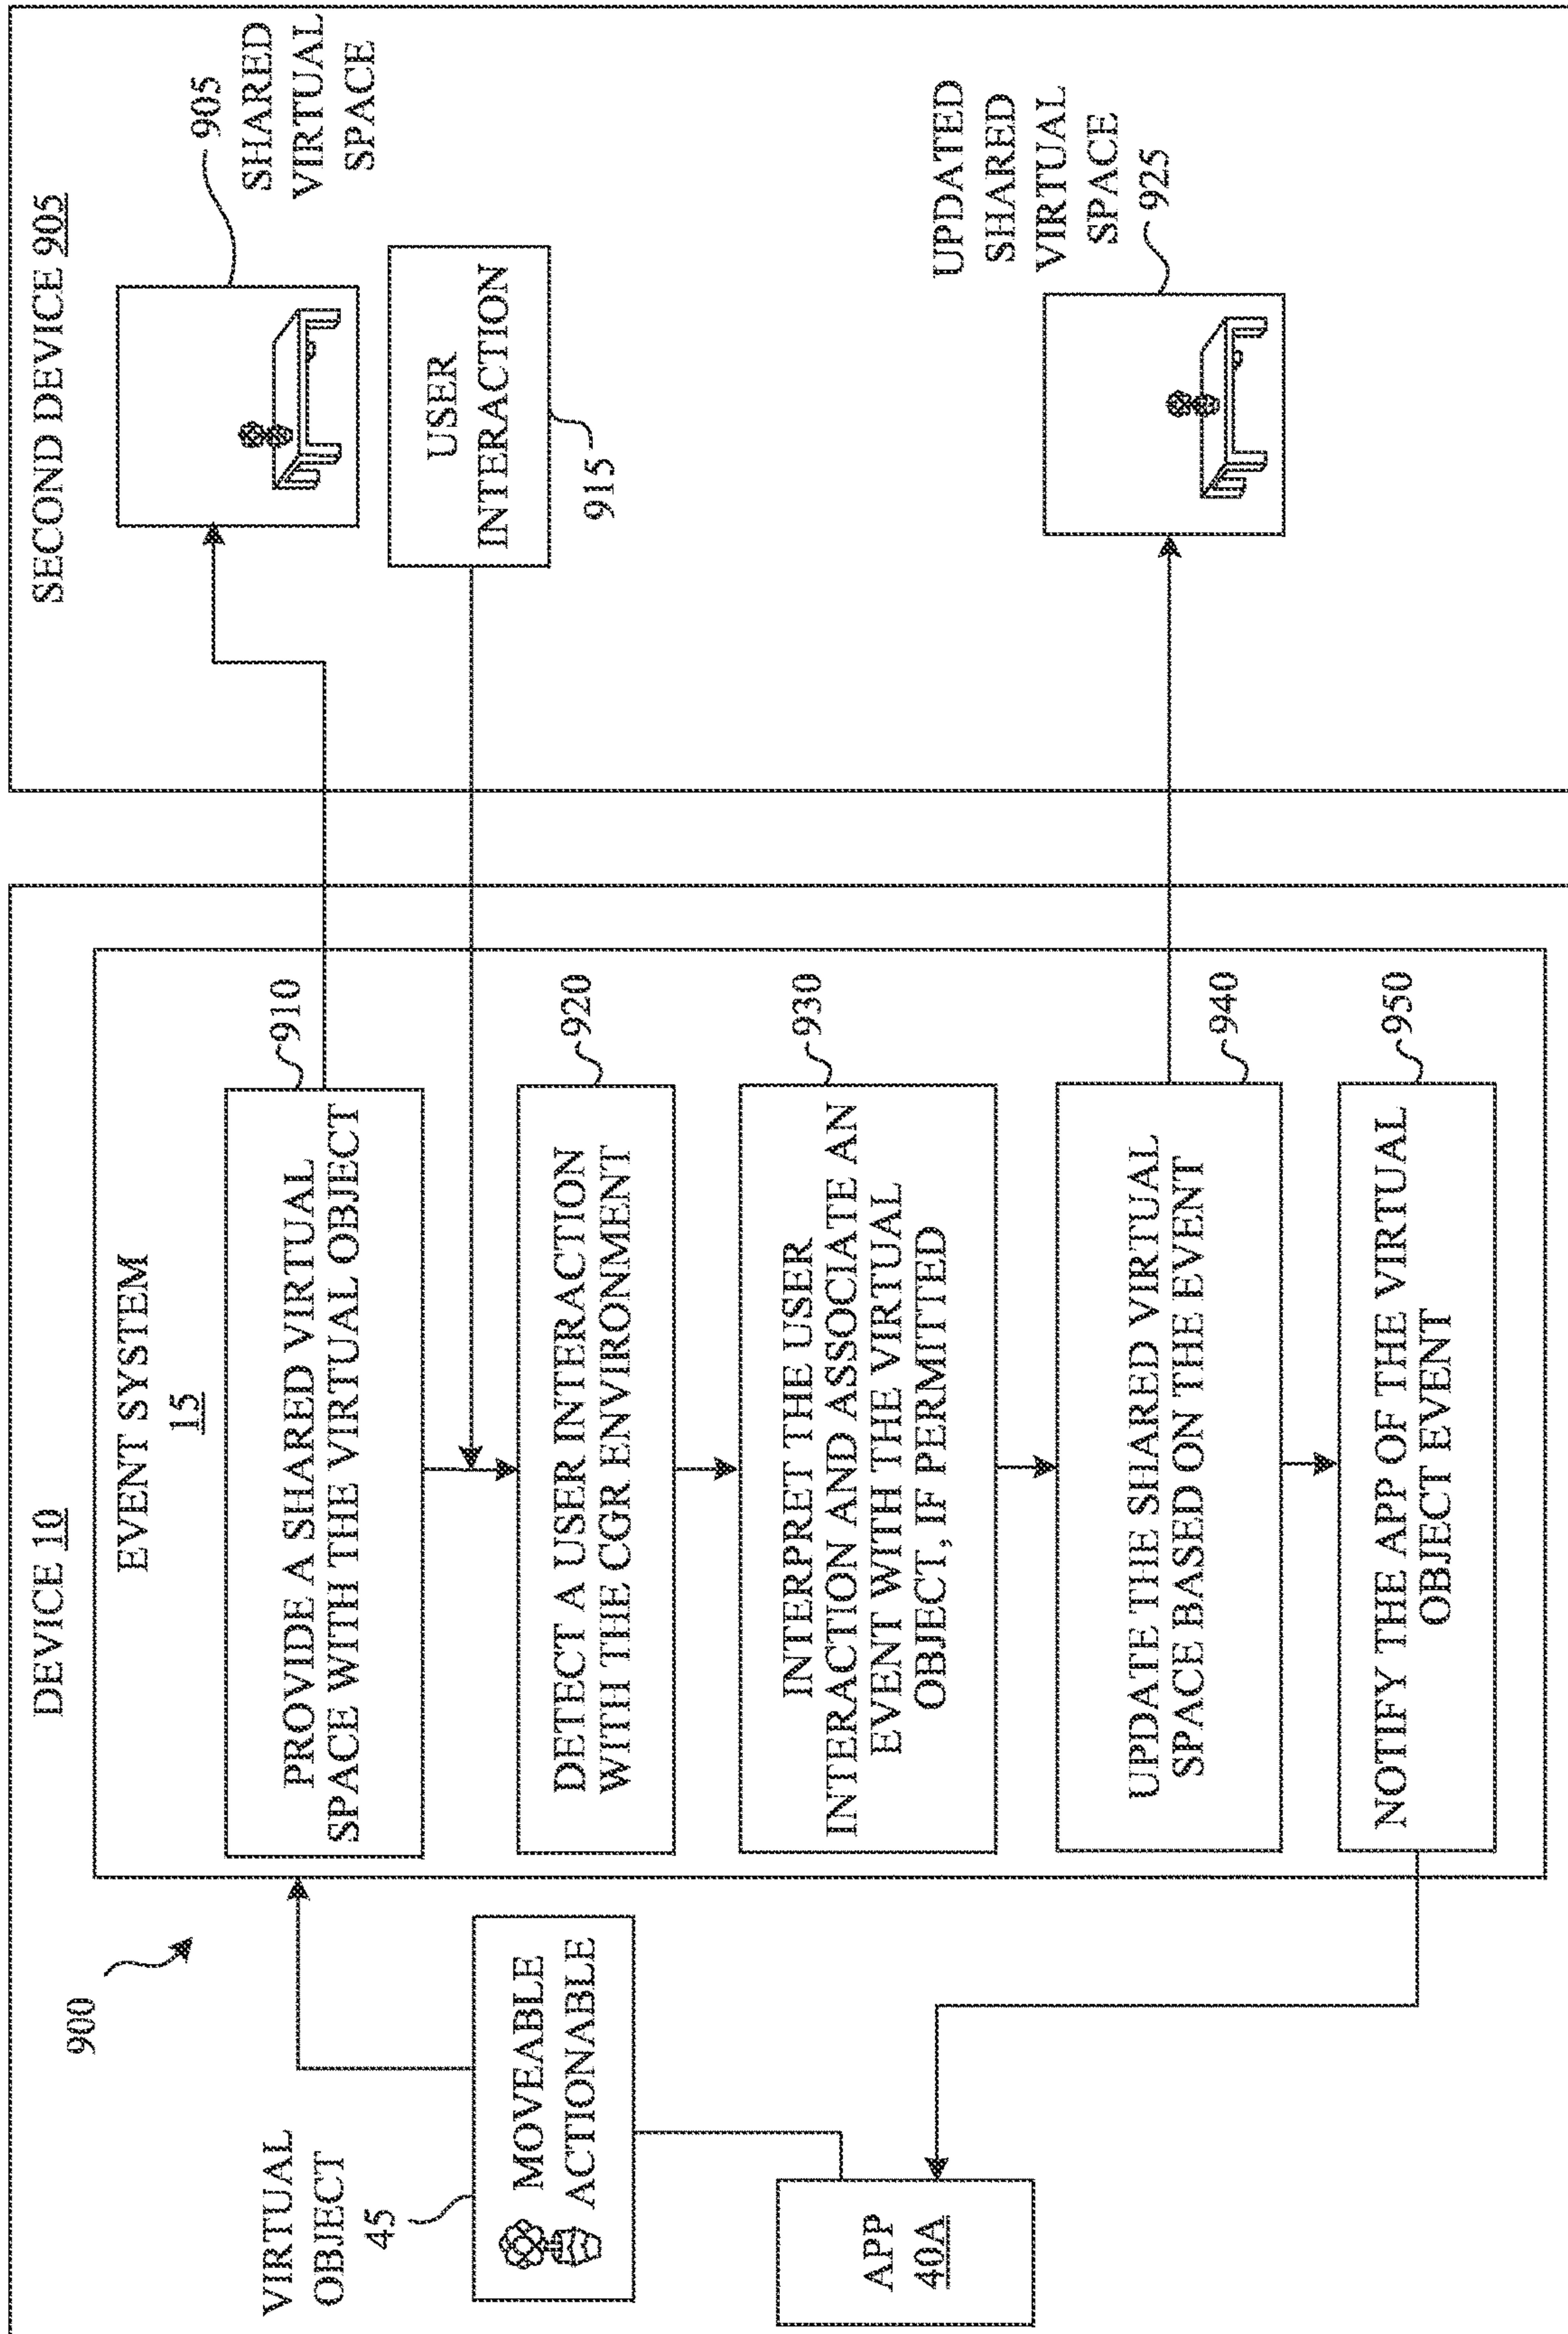 900
DEVICE 10
EVENT SYSTEM
15
VIRTUAL
OBJECT
45
MOVEABLE
ACTIONABLE
APP
40A
PROVIDE A SHARED VIRTUAL
SPACE WITH THE VIRTUAL OBJECT
910
DETECT A USER INTERACTION
WITH THE CGR ENVIRONMENT
920
INTERPRET THE USER
INTERACTION AND ASSOCIATE AN
EVENT WITH THE VIRTUAL
OBJECT, IF PERMITTED
930
UPDATE THE SHARED VIRTUAL
SPACE BASED ON THE EVENT
940
NOTIFY THE APP OF THE VIRTUAL
OBJECT EVENT
950
SECOND DEVICE 905
905
SHARED
VIRTUAL
SPACE
USER
INTERACTION
915
UPDATED
SHARED
VIRTUAL
SPACE
925